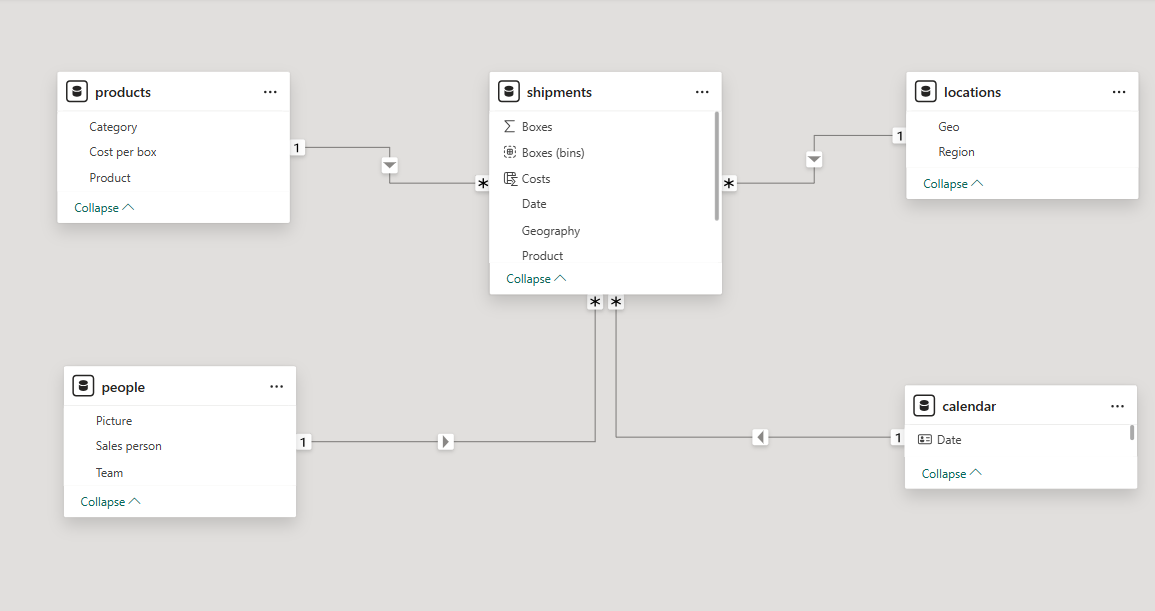 products
Category
Cost per box
Product
Collapse
1
*
shipments
Boxes
Boxes (bins)
Costs
Date
Geography
Product
Collapse
*
1
locations
Geo
Region
Collapse
* *
people
Picture
Sales person
Team
Collapse
1
1
calendar
Date
Collapse